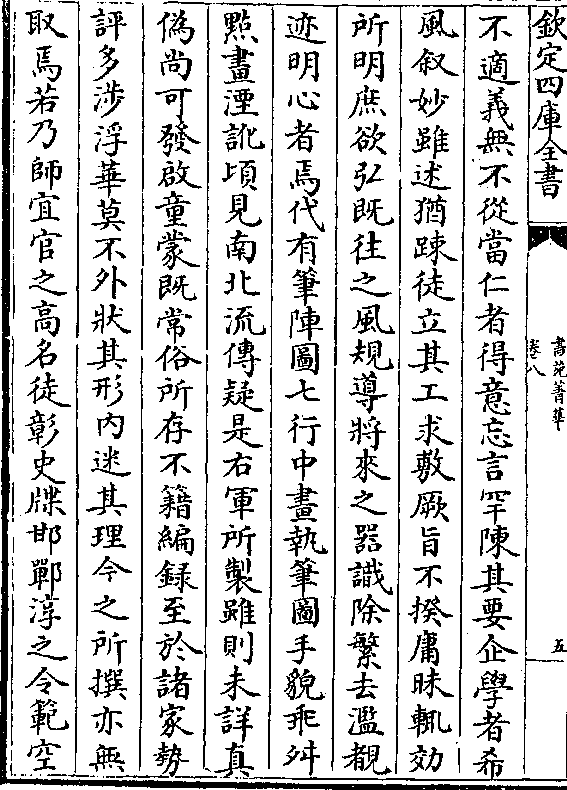 欽定四庫全書
書苑菁華
卷八
五
不適義無不從當仁者得意忘言罕陳其要企學者希
風叙妙雖述猶踈徒立其工求敷厥旨不揆庸昧輒効
所明庶欲弘既往之風規導將來之器識除繁去濫覩
迹明心者焉代有筆陣圖七行中畫執筆圖手貌乖舛
㸃畫湮訛頃見南北流傳疑是右軍所製雖則未詳真
偽尚可發啟童蒙既常俗所存不籍編録至於諸家勢
評多涉浮華莫不外狀其形内迷其理今之所撰亦無
取焉若乃師宜官之高名徒彰史牒邯鄲淳之令範空